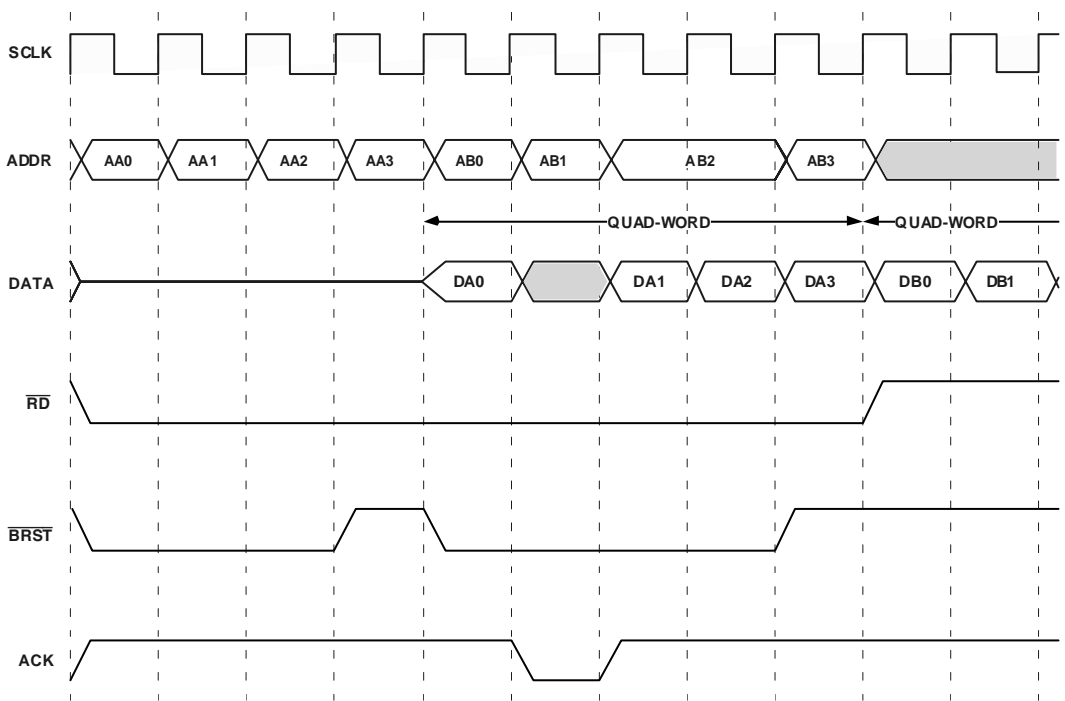 SCLK
ADDR AA0 AA1 AA2 AA3 AB0 AB1 AB2 AB3
QUAD-WORD QUAD-WORD
DATA DA0 DA1 DA2 DA3 DB0 DB1
RD
BRST
ACK